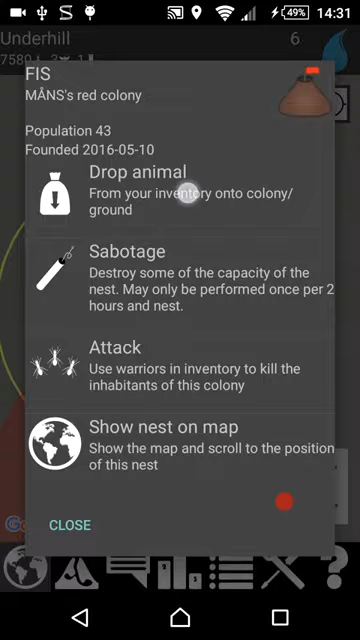 49%
14:31
Underhill
6
7580
FIS
MÅNS's red colony
Population 43
Founded 2016-05-10
Drop animal
From your inventory onto colony/
ground
Sabotage
Destroy some of the capacity of the
nest. May only be performed once per 2
hours and nest.
Attack
Use warriors in inventory to kill the
inhabitants of this colony
Show nest on map
Show the map and scroll to the position
of this nest
CLOSE
?